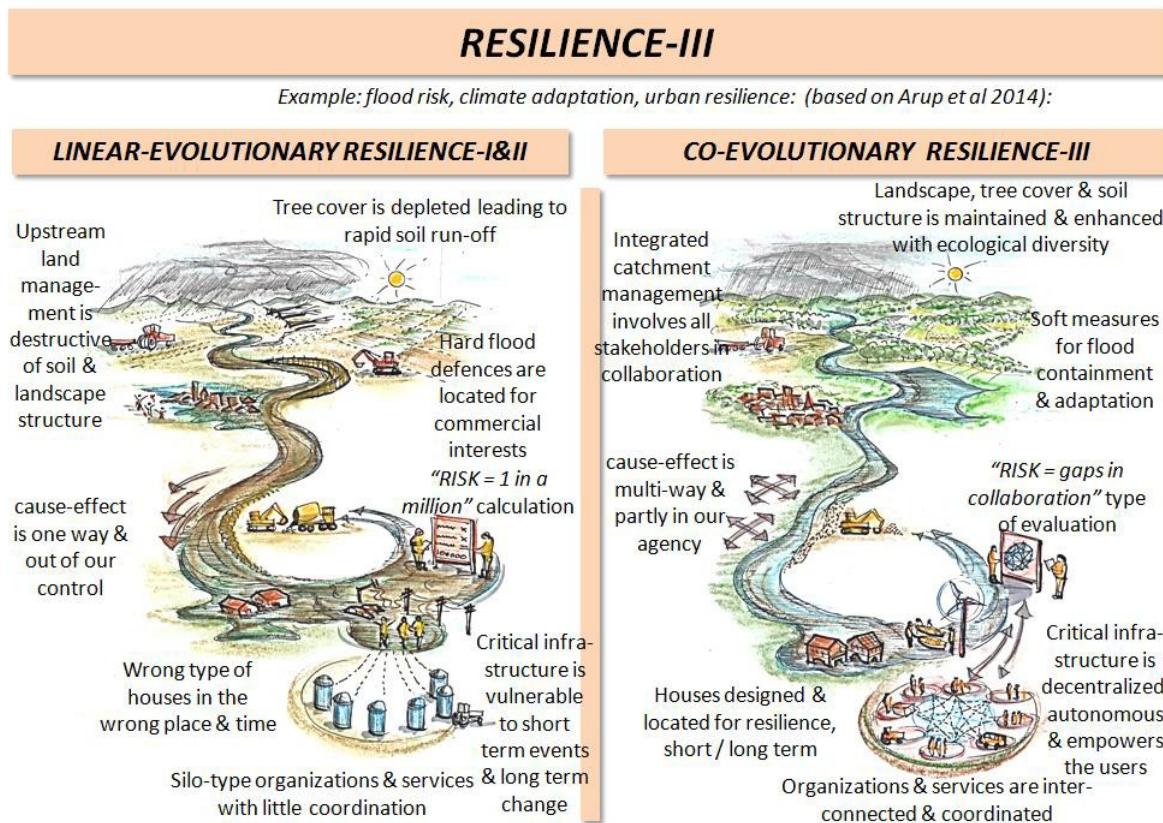 RESILIENCE-III
Example: flood risk, climate adaptation, urban resilience: (based on Arup et al 2014):
LINEAR-EVOLUTIONARY RESILIENCE-I&II
Tree cover is depleted leading to
rapid soil run-off
Upstream
land
manage-
ment is
destructive
of soil &
landscape
structure
Hard flood
defences are
located for
commercial
interests
“RISK = 1 in a
million” calculation
cause-effect
is one way &
out of our
control
Wrong type of
houses in the
wrong place & time
Critical infra-
structure is
vulnerable
to short
term events
& long term
change
Silo-type organizations & services
with little coordination
CO-EVOLUTIONARY RESILIENCE-III
Landscape, tree cover & soil
structure is maintained & enhanced
with ecological diversity
Integrated
catchment
management
involves all
stakeholders in
collaboration
Soft measures
for flood
containment
& adaptation
cause-effect is
multi-way &
partly in our
agency
“RISK = gaps in
collaboration” type
of evaluation
Houses designed &
located for resilience,
short / long term
Critical infra-
structure is
decentralized
autonomous
& empowers
the users
Organizations & services are inter-
connected & coordinated